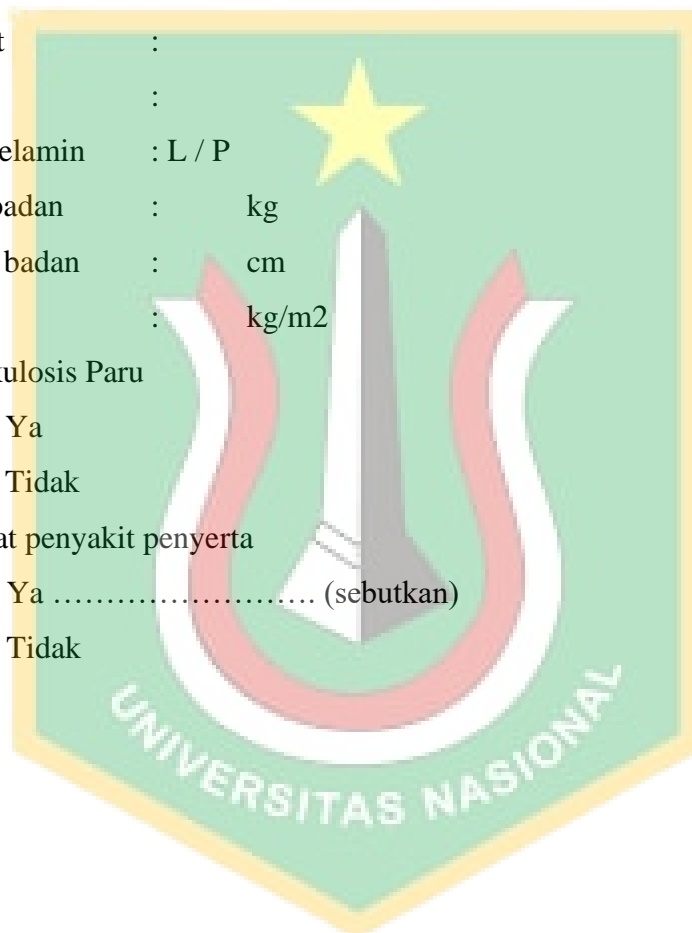 t :
:
elamin : L / P
badan : kg
badan : cm
: kg/m2
kulosis Paru
Ya
Tidak
at penyakit penyerta
Ya ……………………. (sebutkan)
Tidak
UNIVERSITAS NASIONAL